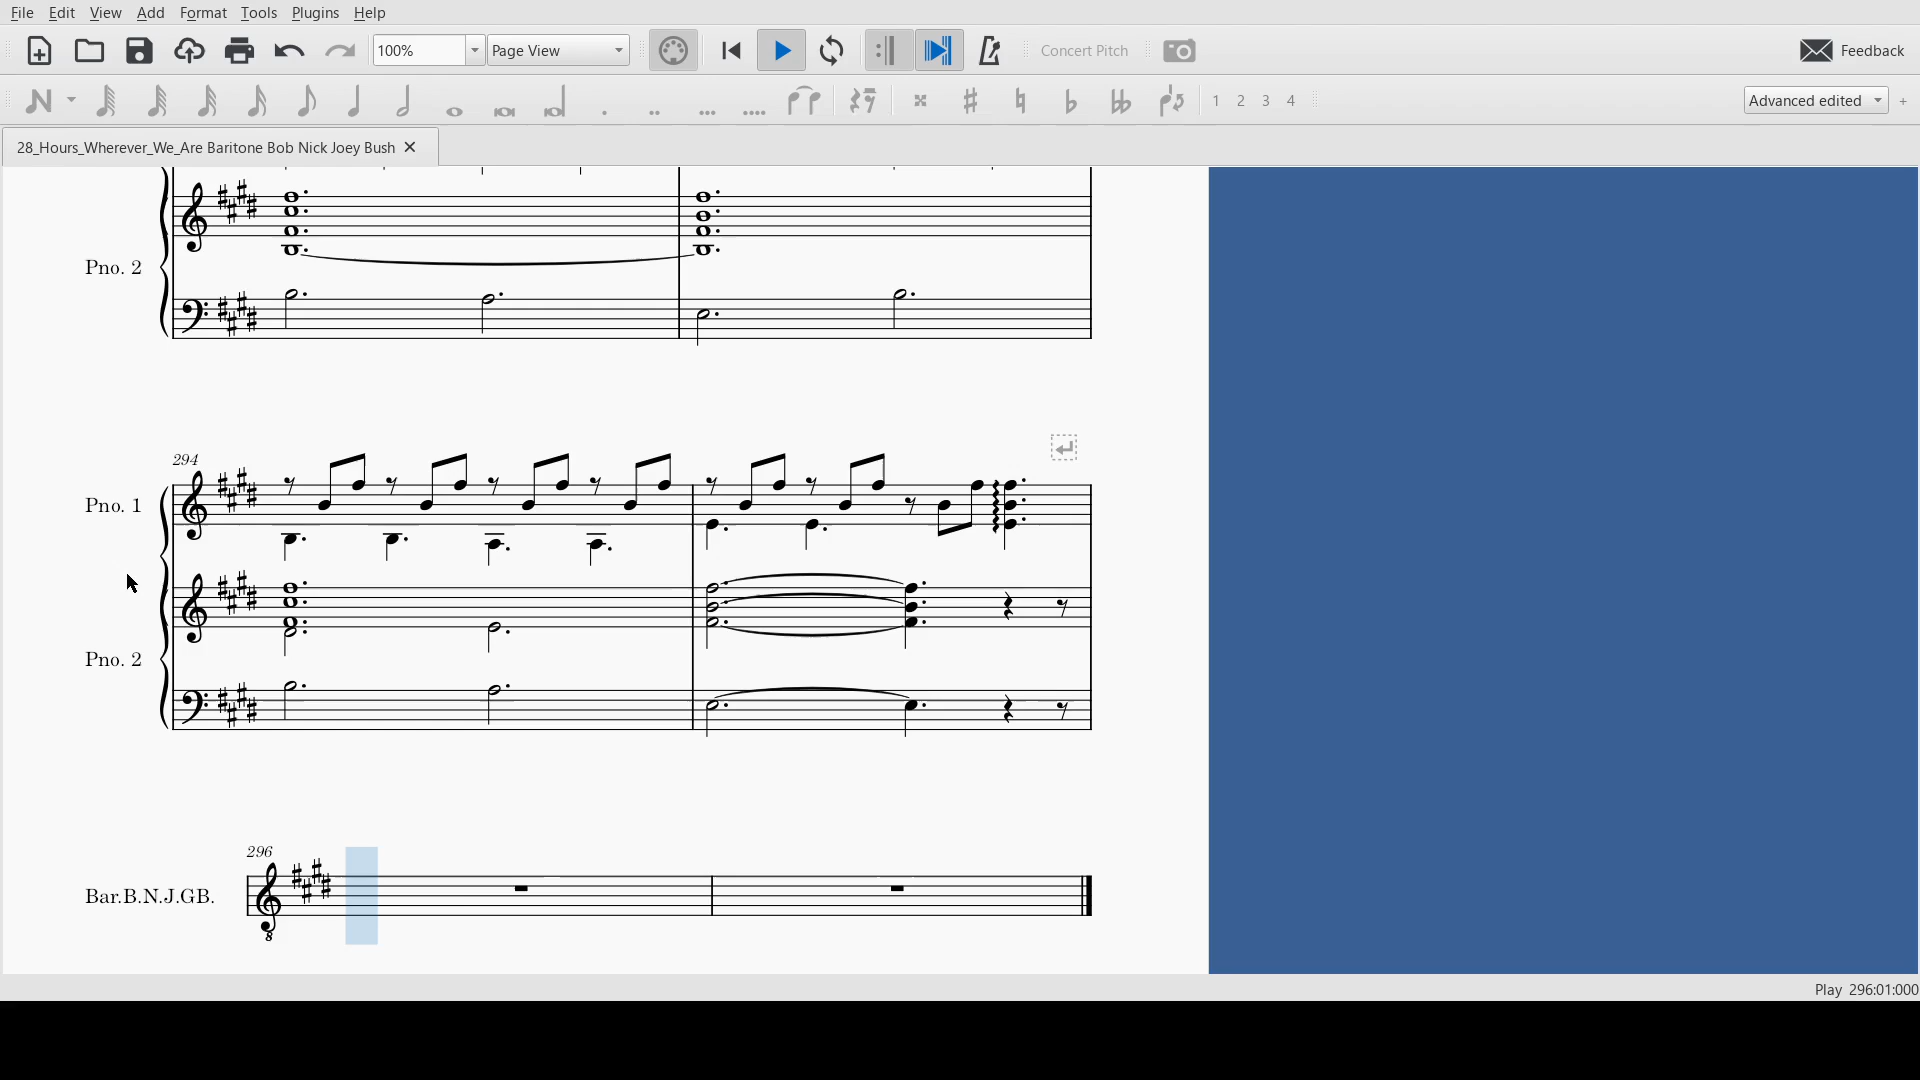 File Edit View Add Format Tools Plugins Help
100% Page View Concert Pitch Feedback
1 2 3 4 Advanced edited +
28_Hours_Wherever_We_Are Baritone Bob Nick Joey Bush
Pno. 2
294
Pno. 1
Pno. 2
296
Bar.B.N.J.GB.
8
Play 296:01:000